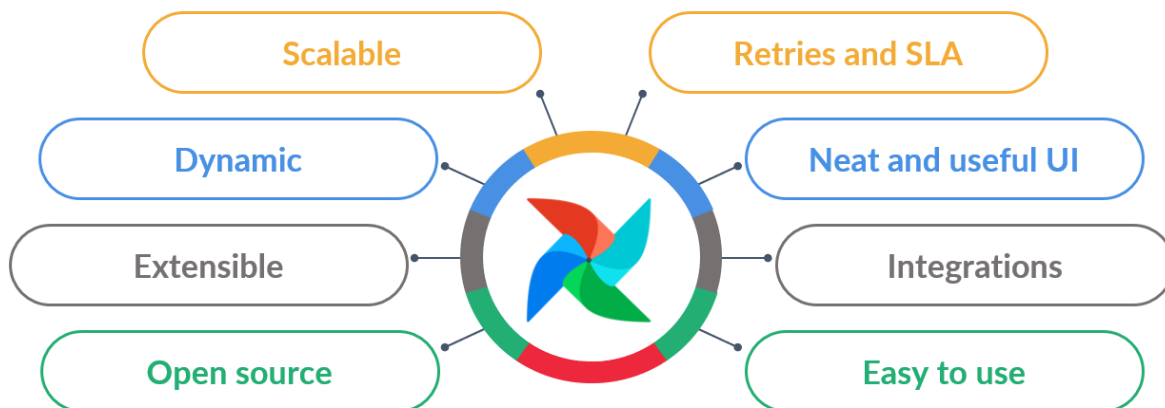 Scalable
Retries and SLA
Dynamic
Neat and useful UI
Extensible
Integrations
Open source
Easy to use